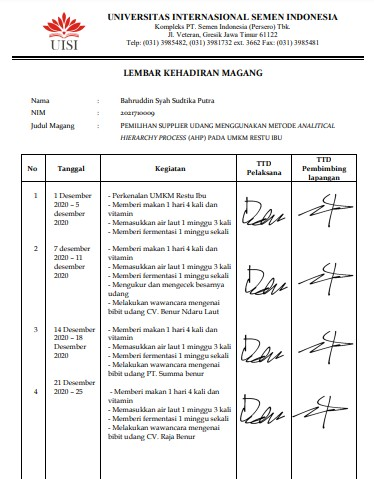 UISI
UNIVERSITAS INTERNASIONAL SEMEN INDONESIA
Kompleks PT. Semen Indonesia (Persero) Tbk.
Jl. Veteran, Gresik Jawa Timur 61122
Telp: (031) 3985482, (031) 3981732 ext. 3662 Fax: (031) 3985481
LEMBAR KEHADIRAN MAGANG
Nama : Bahruddin Syah Sudtika Putra
NIM : 2021710009
Judul Magang : PEMILIHAN SUPPLIER UDANG MENGGUNAKAN METODE ANALITICAL
HIERARCHY PROCESS (AHP) PADA UMKM RESTU IBU
No Tanggal Kegiatan TTD Pelaksana TTD Pembimbing lapangan
1
1 Desember
2020 – 5
desember
2020
- Perkenalan UMKM Restu Ibu
- Memberi makan 1 hari 4 kali dan
vitamin
- Memasukkan air laut 1 minggu 3 kali
- Memberi fermentasi 1 minggu sekali
2
7 desember
2020 – 11
desember
2020
- Memberi makan 1 hari 4 kali dan
vitamin
- Memasukkan air laut 1 minggu 3 kali
- Memberi fermentasi 1 minggu sekali
- Mengukur dan mengecek besarnya
udang
- Melakukan wawancara mengenai
bibit udang CV. Benur Ndaru Laut
3
14 Desember
2020 – 18
Desember
2020
- Memberi makan 1 hari 4 kali dan
vitamin
- Memasukkan air laut 1 minggu 3 kali
- Memberi fermentasi 1 minggu sekali
- Melakukan wawancara mengenai
bibit udang PT. Summa benur
4
21 Desember
2020 – 25
- Memberi makan 1 hari 4 kali dan
vitamin
- Memasukkan air laut 1 minggu 3 kali
- Memberi fermentasi 1 minggu sekali
- Melakukan wawancara mengenai
bibit udang CV. Raja Benur